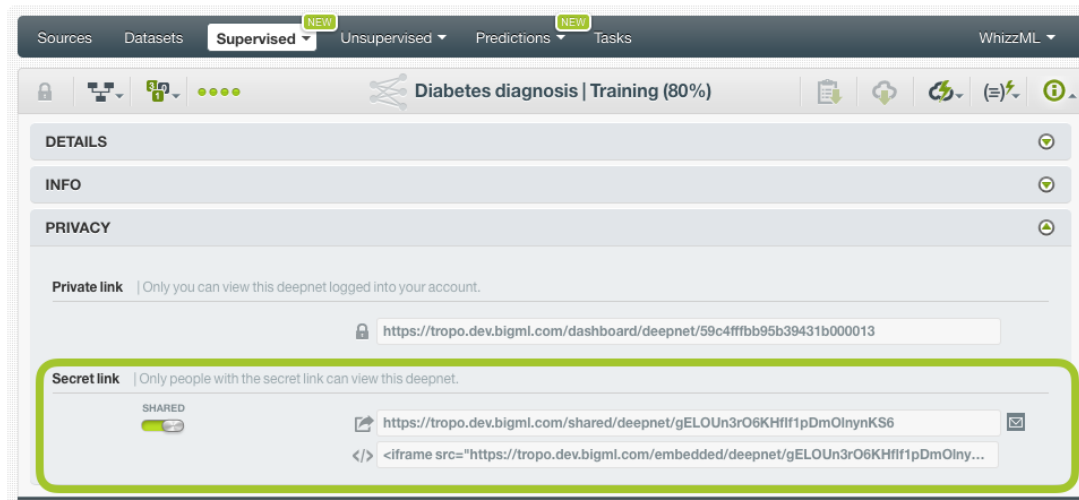 NEW NEW
Sources Datasets Supervised Unsupervised Predictions Tasks WhizzML
Diabetes diagnosis | Training (80%)
DETAILS
INFO
PRIVACY
Private link | Only you can view this deepnet logged into your account.
https://tropo.dev.bigml.com/dashboard/deepnet/59c4fffbb95b39431b000013
Secret link | Only people with the secret link can view this deepnet.
SHARED
https://tropo.dev.bigml.com/shared/deepnet/gELOUn3rO6KHflf1pDmOlnynKS6
</> <iframe src="https://tropo.dev.bigml.com/embedded/deepnet/gELOUn3rO6KHflf1pDmOlny...